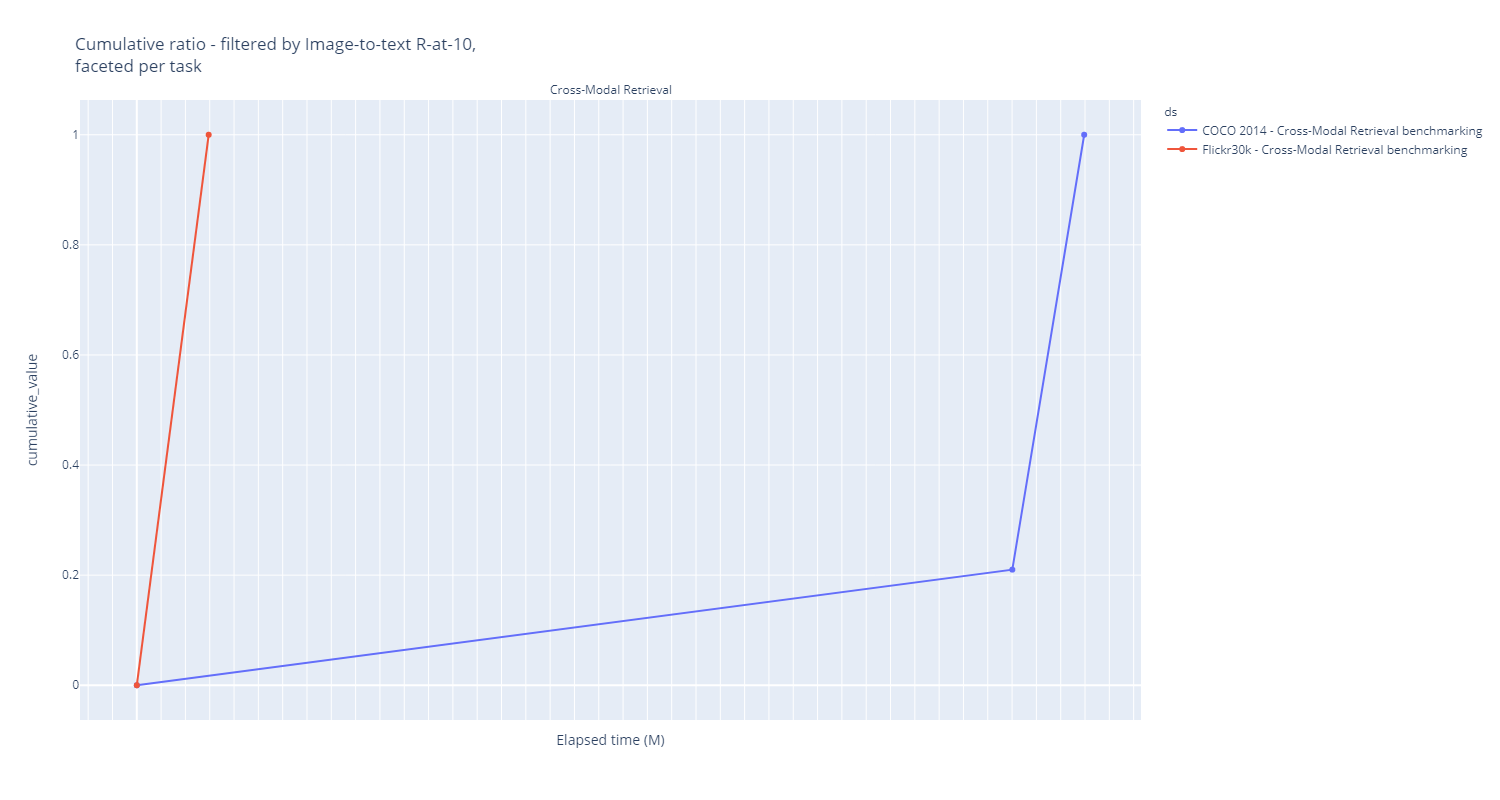 Cumulative ratio - filtered by Image-to-text R-at-10,
faceted per task
Cross-Modal Retrieval
ds
COCO 2014 - Cross-Modal Retrieval benchmarking
Flickr30k - Cross-Modal Retrieval benchmarking
1
0.8
0.6
0.4
0.2
0
cumulative_value
Elapsed time (M)